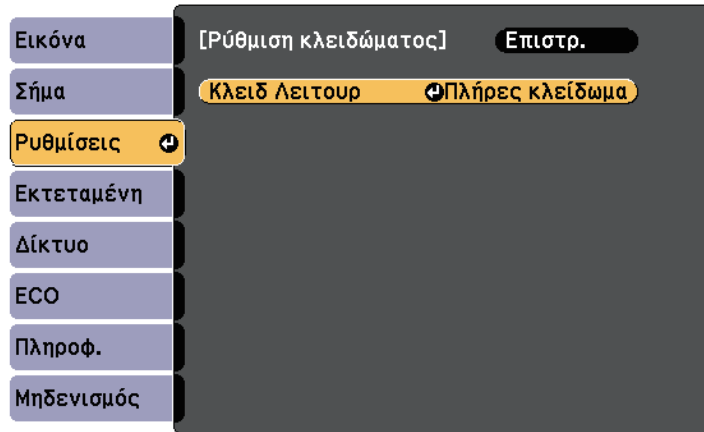 Εικόνα
Σήμα
Ρυθμίσεις
Εκτεταμένη
Δίκτυο
ECO
Πληροφ.
Μηδενισμός
[Ρύθμιση κλειδώματος] Επιστρ.
Κλειδ Λειτουρ Πλήρες κλείδωμα